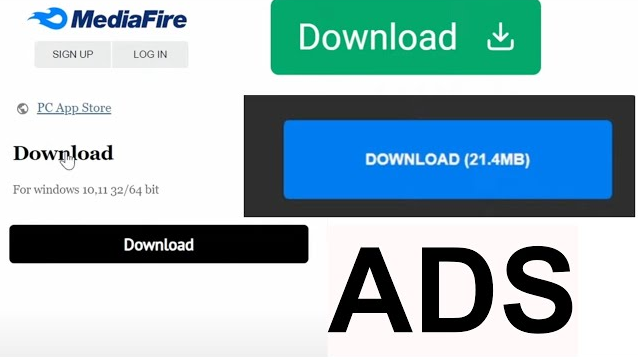 MediaFire
SIGN UP LOG IN
PC App Store
Download
For windows 10,11 32/64 bit
Download
Download
DOWNLOAD (21.4MB)
ADS